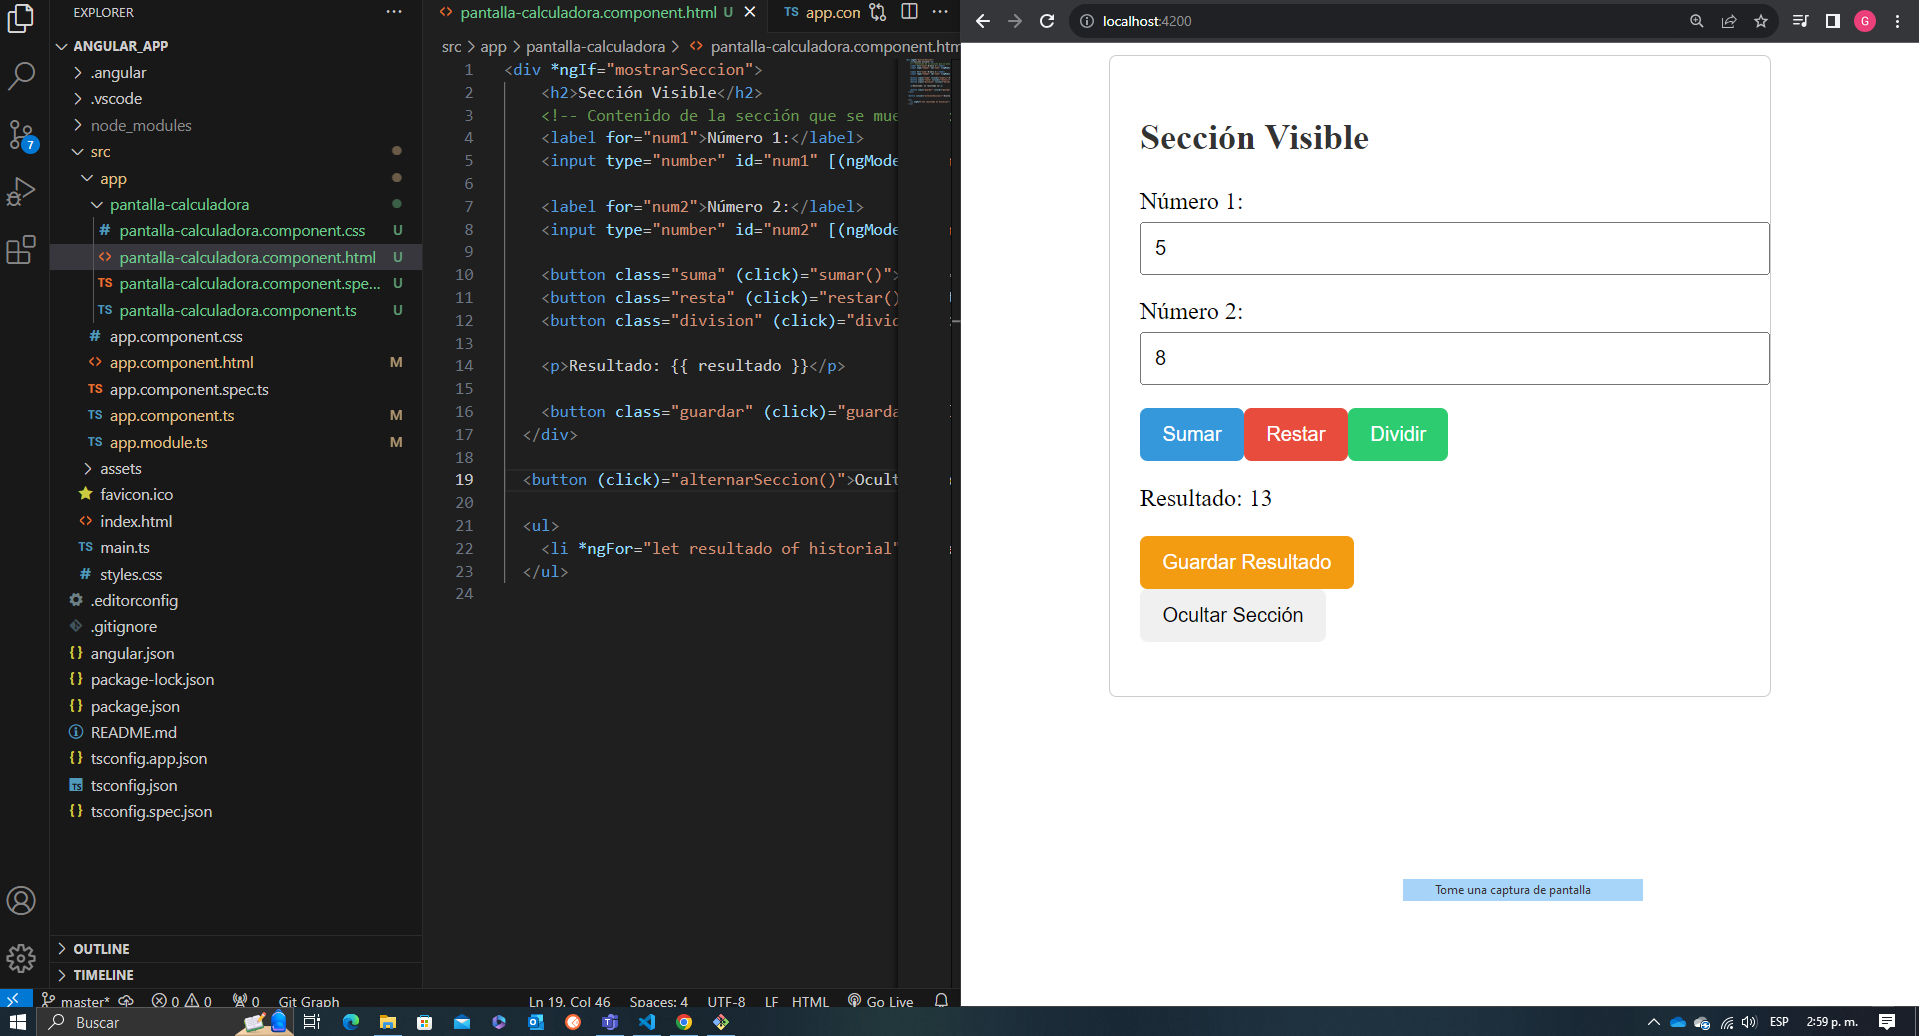 EXPLORER
ANGULAR_APP
.angular
.vscode
node_modules
src
app
pantalla-calculadora
# pantalla-calculadora.component.css U
<> pantalla-calculadora.component.html U
TS pantalla-calculadora.component.spe... U
TS pantalla-calculadora.component.ts U
# app.component.css
<> app.component.html M
TS app.component.spec.ts
TS app.component.ts M
TS app.module.ts M
assets
favicon.ico
<> index.html
TS main.ts
# styles.css
.editorconfig
.gitignore
{} angular.json
{} package-lock.json
{} package.json
README.md
{} tsconfig.app.json
TS tsconfig.json
{} tsconfig.spec.json
OUTLINE
TIMELINE
7
<> pantalla-calculadora.component.html U TS app.con
src > app > pantalla-calculadora > <> pantalla-calculadora.component.htm
1 <div *ngIf="mostrarSeccion">
2 <h2>Sección Visible</h2>
3 <!-- Contenido de la sección que se mue
4 <label for="num1">Número 1:</label>
5 <input type="number" id="num1" [(ngMode
6
7 <label for="num2">Número 2:</label>
8 <input type="number" id="num2" [(ngMode
9
10 <button class="suma" (click)="sumar()">
11 <button class="resta" (click)="restar()
12 <button class="division" (click)="divid
13
14 <p>Resultado: {{ resultado }}</p>
15
16 <button class="guardar" (click)="guarda
17 </div>
18
19 <button (click)="alternarSeccion()">Ocult
20
21 <ul>
22 <li *ngFor="let resultado of historial"
23 </ul>
24
master* 0 0 0 Git Graph Ln 19, Col 46 Spaces: 4 UTF-8 LF HTML Go Live
localhost:4200 G
Sección Visible
Número 1:
5
Número 2:
8
Sumar Restar Dividir
Resultado: 13
Guardar Resultado
Ocultar Sección
Tome una captura de pantalla
Buscar
ESP 2:59 p. m.